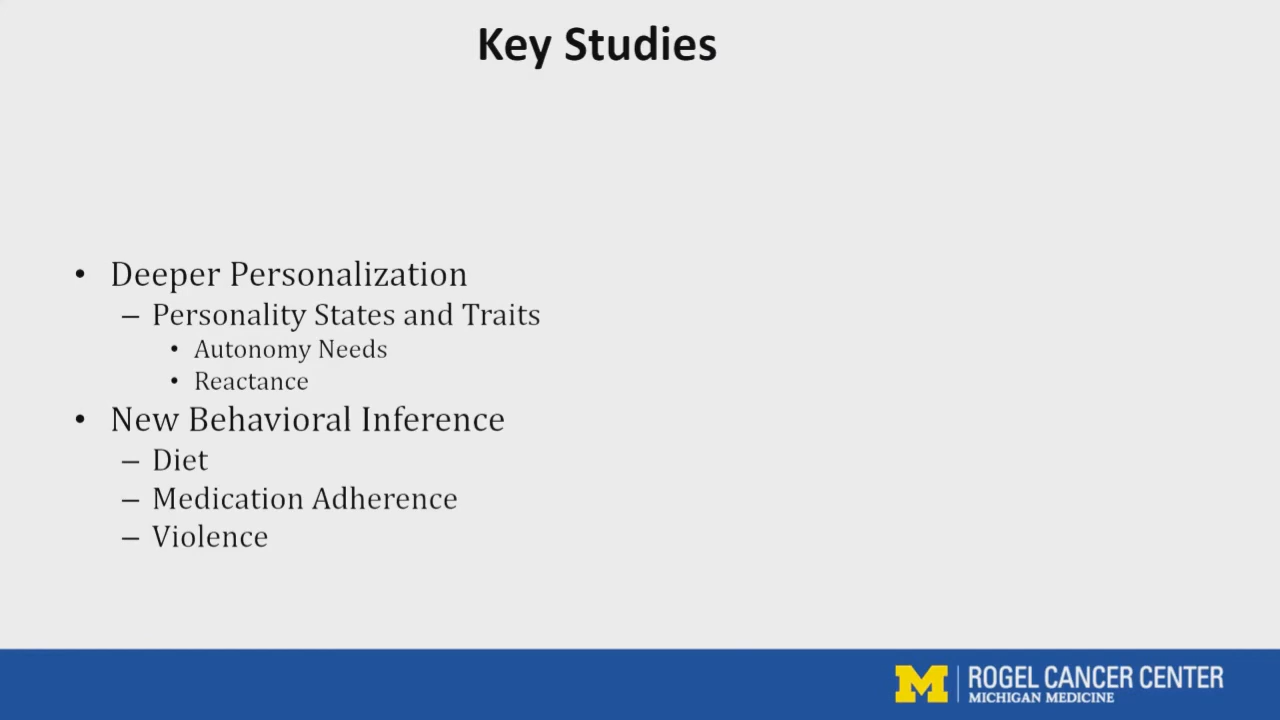 Key Studies
• Deeper Personalization
– Personality States and Traits
• Autonomy Needs
• Reactance
• New Behavioral Inference
– Diet
– Medication Adherence
– Violence
M
ROGEL CANCER CENTER
MICHIGAN MEDICINE